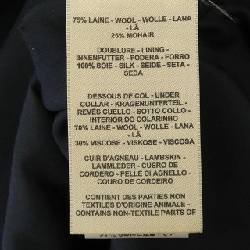 75% LAINE - WOOL - WOLLE - LANA
- LÃ
25% MOHAIR
DOUBLURE - LINING -
INNENFUTTER - FODERA - FORRO
100% SOIE - SILK - BEIDE - SETA -
SEDA
DESSOUS DE COL - UNDER
COLLAR - KRAGENUNTERTEIL -
REVÉS CUELLO - BOTTO COLLO
INTERIOR DO COLARINHO
70% LAINE - WOOL - WOLLE - LANA
- LÃ
30% VISCOSE - VISKOSE - VISCOSA
CUIR D'AGNEAU - LAMBSKIN -
LAMMLEDER - CUERO DE
CORDERO - PELLE DI AGNELLO -
COURO DE CORDEIRO
CONTIENT DES PARTIES NON
TEXTILES D'ORIGINE ANIMALE
CONTAINS NON-TEXTILE PARTS OF